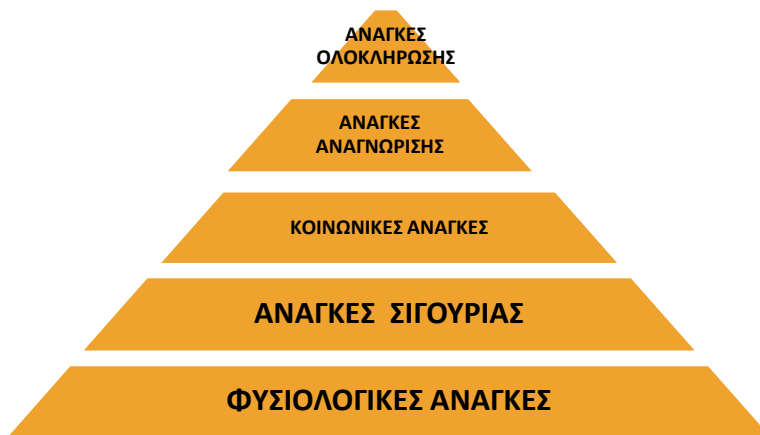 ΑΝΑΓΚΕΣ
ΟΛΟΚΛΗΡΩΣΗΣ
ΑΝΑΓΚΕΣ
ΑΝΑΓΝΩΡΙΣΗΣ
ΚΟΙΝΩΝΙΚΕΣ ΑΝΑΓΚΕΣ
ΑΝΑΓΚΕΣ ΣΙΓΟΥΡΙΑΣ
ΦΥΣΙΟΛΟΓΙΚΕΣ ΑΝΑΓΚΕΣ